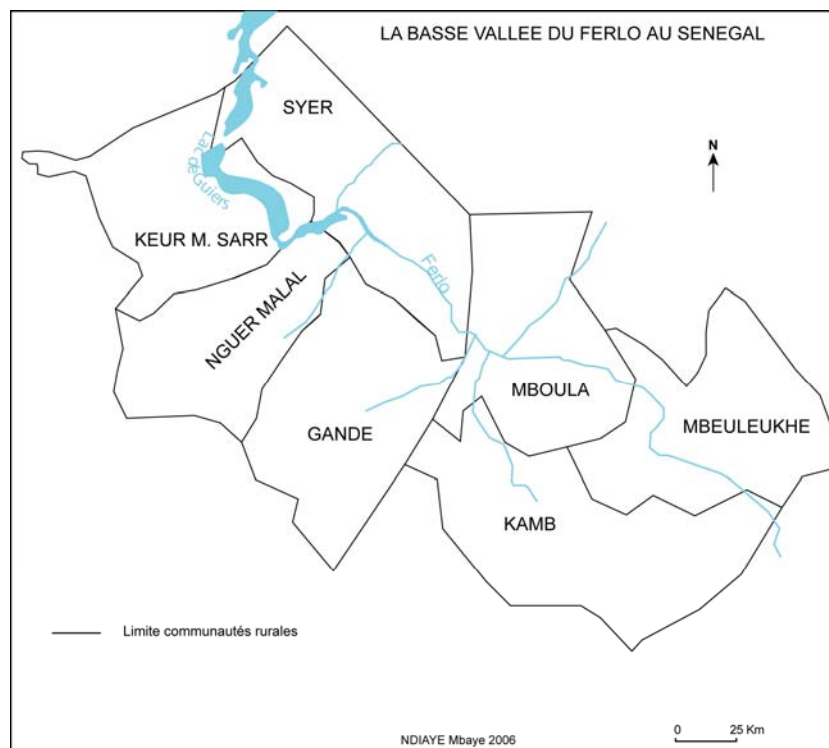 LA BASSE VALLEE DU FERLO AU SENEGAL
SYER
N
Lac de Guiers
KEUR M. SARR
Ferlo
NGUER MALAL
MBOULA
MBEULEUKHE
GANDE
KAMB
Limite communautés rurales
0 25 Km
NDIAYE Mbaye 2006